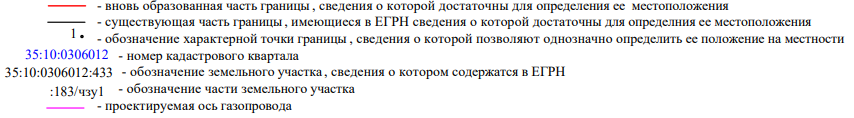 - вновь образованная часть границы, сведения о которой достаточны для определения ее местоположения
- существующая часть границы, имеющиеся в ЕГРН сведения о которой достаточны для определния ее местоположения
1. - обозначение характерной точки границы, сведения о которой позволяют однозначно определить ее положение на местности
35:10:0306012 - номер кадастрового квартала
35:10:0306012:433 - обозначение земельного участка, сведения о котором содержатся в ЕГРН
:183/чзу1 - обозначение части земельного участка
- проектируемая ось газопровода